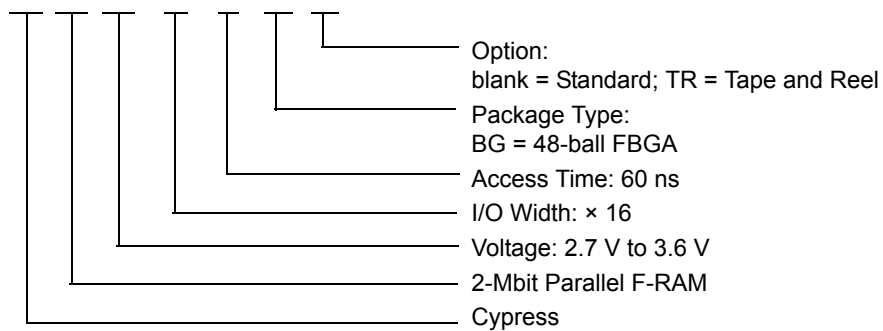 Option:
blank = Standard; TR = Tape and Reel
Package Type:
BG = 48-ball FBGA
Access Time: 60 ns
I/O Width: × 16
Voltage: 2.7 V to 3.6 V
2-Mbit Parallel F-RAM
Cypress